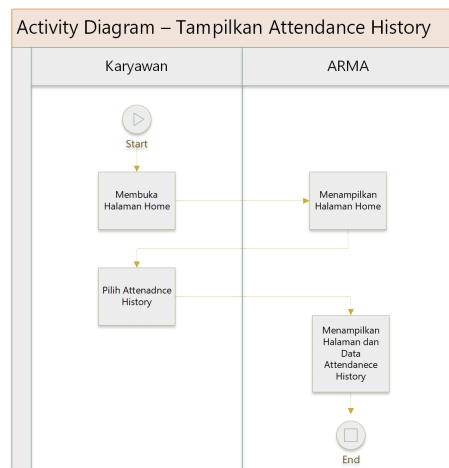 Activity Diagram – Tampilkan Attendance History
Karyawan
ARMA
Start
Membuka
Halaman Home
Menampilkan
Halaman Home
Pilih Attenadnce
History
Menampilkan
Halaman dan
Data
Attendanece
History
End